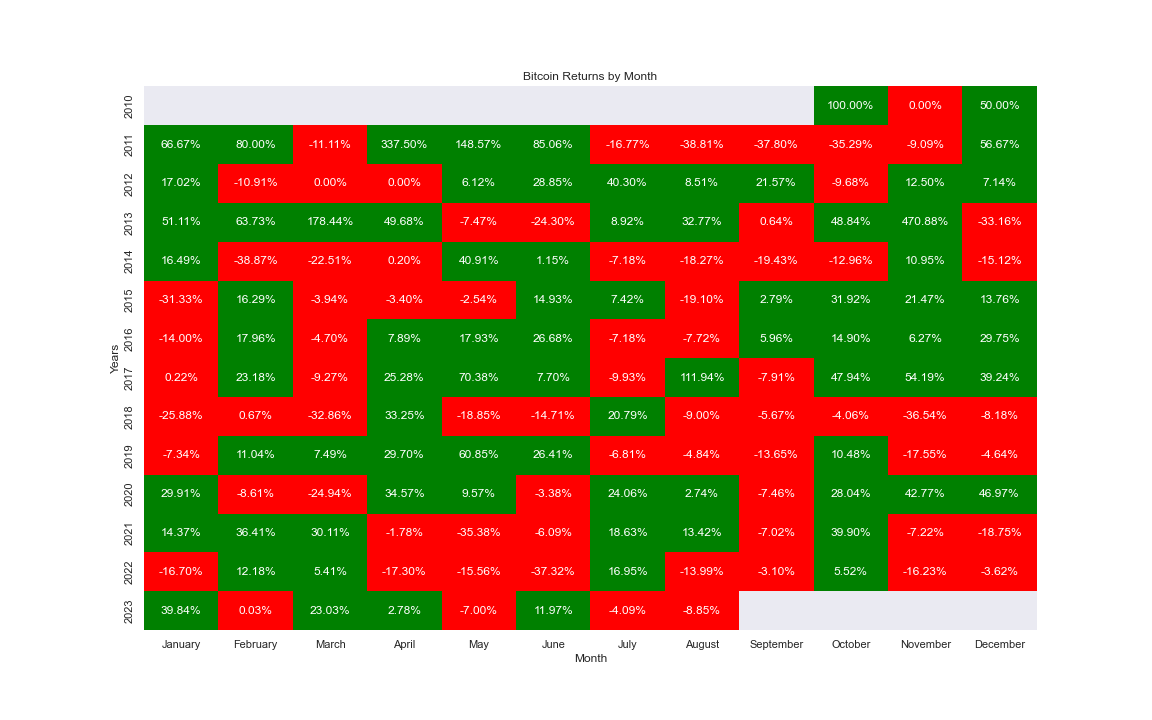 Bitcoin Returns by Month
2010 100.00% 0.00% 50.00%
2011 66.67% 80.00% -11.11% 337.50% 148.57% 85.06% -16.77% -38.81% -37.80% -35.29% -9.09% 56.67%
2012 17.02% -10.91% 0.00% 0.00% 6.12% 28.85% 40.30% 8.51% 21.57% -9.68% 12.50% 7.14%
2013 51.11% 63.73% 178.44% 49.68% -7.47% -24.30% 8.92% 32.77% 0.64% 48.84% 470.88% -33.16%
2014 16.49% -38.87% -22.51% 0.20% 40.91% 1.15% -7.18% -18.27% -19.43% -12.96% 10.95% -15.12%
2015 -31.33% 16.29% -3.94% -3.40% -2.54% 14.93% 7.42% -19.10% 2.79% 31.92% 21.47% 13.76%
2016 -14.00% 17.96% -4.70% 7.89% 17.93% 26.68% -7.18% -7.72% 5.96% 14.90% 6.27% 29.75%
Years
2017 0.22% 23.18% -9.27% 25.28% 70.38% 7.70% -9.93% 111.94% -7.91% 47.94% 54.19% 39.24%
2018 -25.88% 0.67% -32.86% 33.25% -18.85% -14.71% 20.79% -9.00% -5.67% -4.06% -36.54% -8.18%
2019 -7.34% 11.04% 7.49% 29.70% 60.85% 26.41% -6.81% -4.84% -13.65% 10.48% -17.55% -4.64%
2020 29.91% -8.61% -24.94% 34.57% 9.57% -3.38% 24.06% 2.74% -7.46% 28.04% 42.77% 46.97%
2021 14.37% 36.41% 30.11% -1.78% -35.38% -6.09% 18.63% 13.42% -7.02% 39.90% -7.22% -18.75%
2022 -16.70% 12.18% 5.41% -17.30% -15.56% -37.32% 16.95% -13.99% -3.10% 5.52% -16.23% -3.62%
2023 39.84% 0.03% 23.03% 2.78% -7.00% 11.97% -4.09% -8.85%
January February March April May June July August September October November December
Month